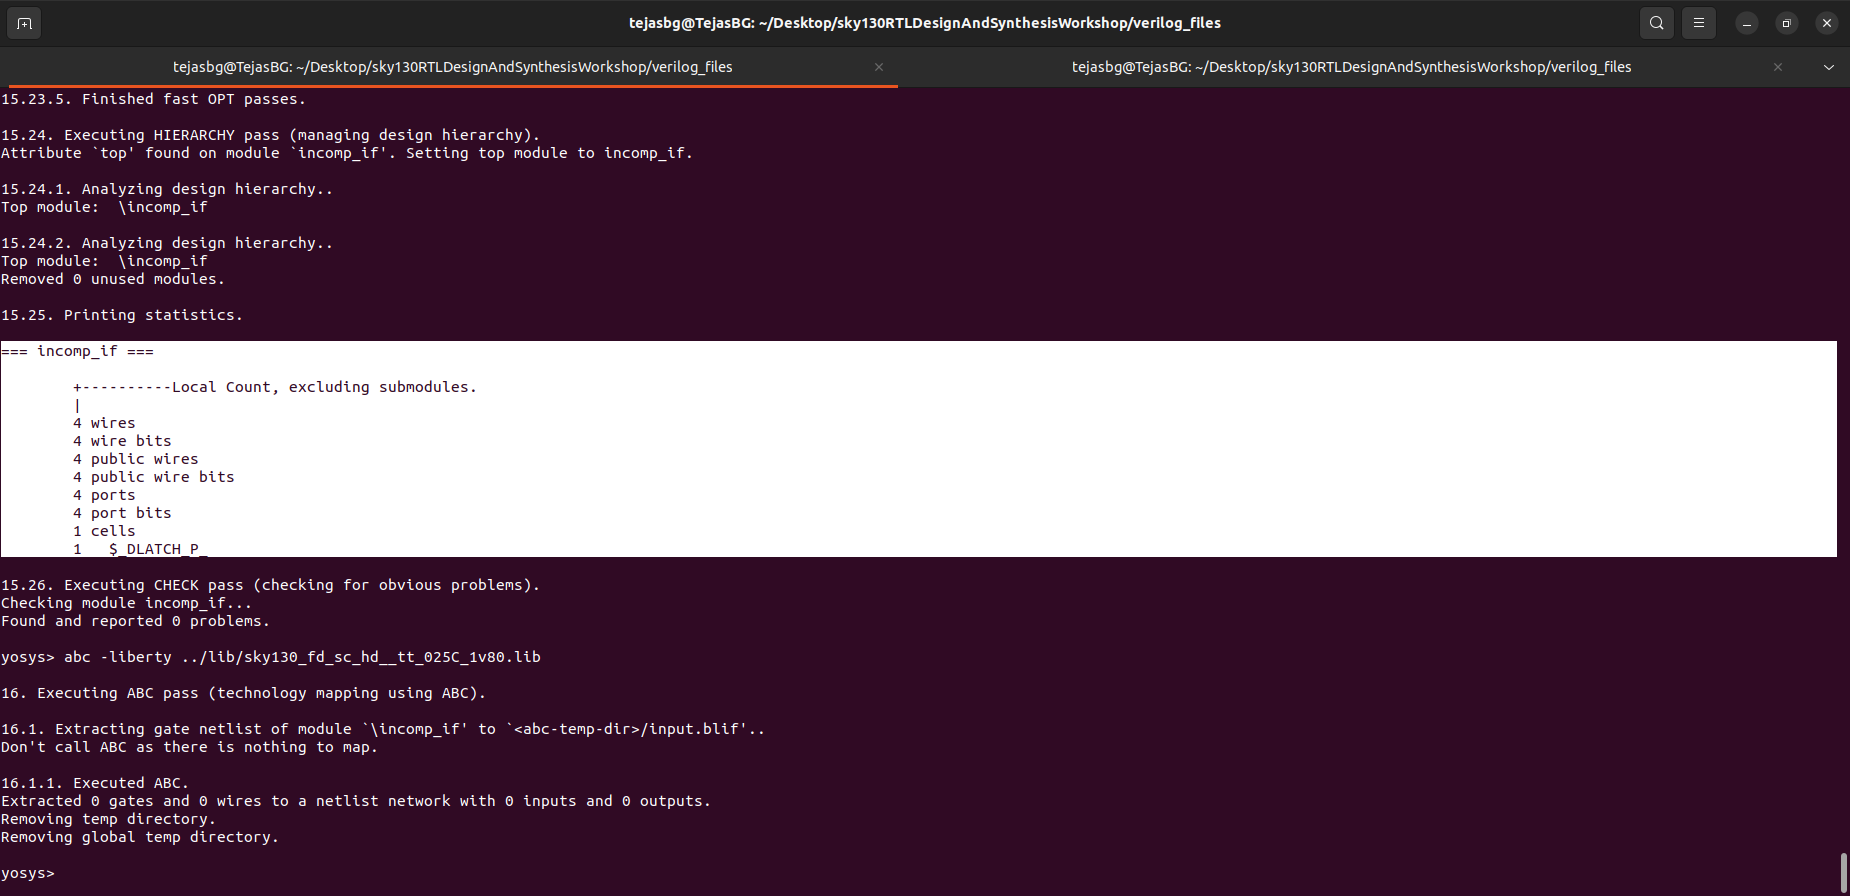 tejasbg@TejasBG: ~/Desktop/sky130RTLDesignAndSynthesisWorkshop/verilog_files
tejasbg@TejasBG: ~/Desktop/sky130RTLDesignAndSynthesisWorkshop/verilog_files
tejasbg@TejasBG: ~/Desktop/sky130RTLDesignAndSynthesisWorkshop/verilog_files
15.23.5. Finished fast OPT passes.
15.24. Executing HIERARCHY pass (managing design hierarchy).
Attribute `top' found on module `incomp_if'. Setting top module to incomp_if.
15.24.1. Analyzing design hierarchy..
Top module:  \incomp_if
15.24.2. Analyzing design hierarchy..
Top module:  \incomp_if
Removed 0 unused modules.
15.25. Printing statistics.
=== incomp_if ===
+----------Local Count, excluding submodules.
|
4 wires
4 wire bits
4 public wires
4 public wire bits
4 ports
4 port bits
1 cells
1   $_DLATCH_P_
15.26. Executing CHECK pass (checking for obvious problems).
Checking module incomp_if...
Found and reported 0 problems.
yosys> abc -liberty ../lib/sky130_fd_sc_hd__tt_025C_1v80.lib
16. Executing ABC pass (technology mapping using ABC).
16.1. Extracting gate netlist of module `\incomp_if' to `<abc-temp-dir>/input.blif'..
Don't call ABC as there is nothing to map.
16.1.1. Executed ABC.
Extracted 0 gates and 0 wires to a netlist network with 0 inputs and 0 outputs.
Removing temp directory.
Removing global temp directory.
yosys>